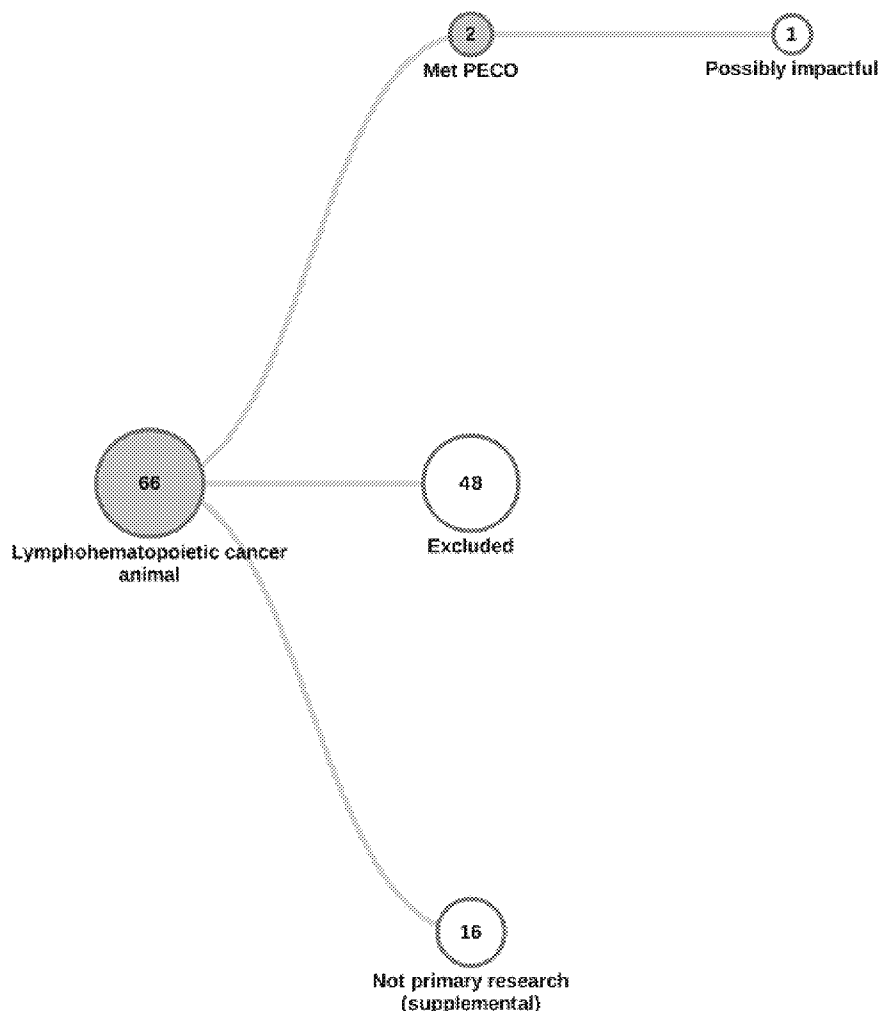 2
Met PECO
1
Possibly impactful
66
Lymphohematopoietic cancer
animal
48
Excluded
16
Not primary research
(supplemental)